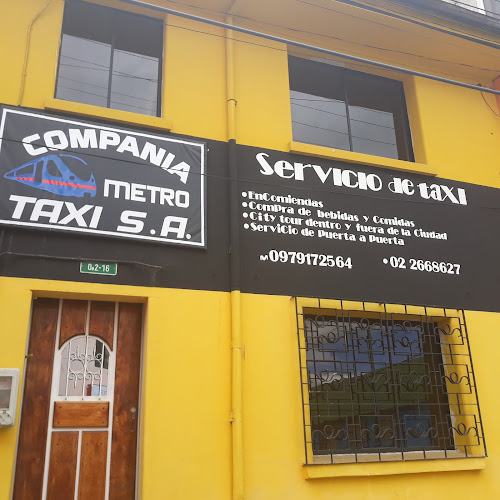 COMPANIA
METRO
TAXI S.A.
Servicio de taxi
•EnComiendas
•Compra de bebidas y Comidas
•City tour dentro y fuera de la Ciudad
•Servicio de Puerta a Puerta
0979172564 •02 2668627
Oe2-16